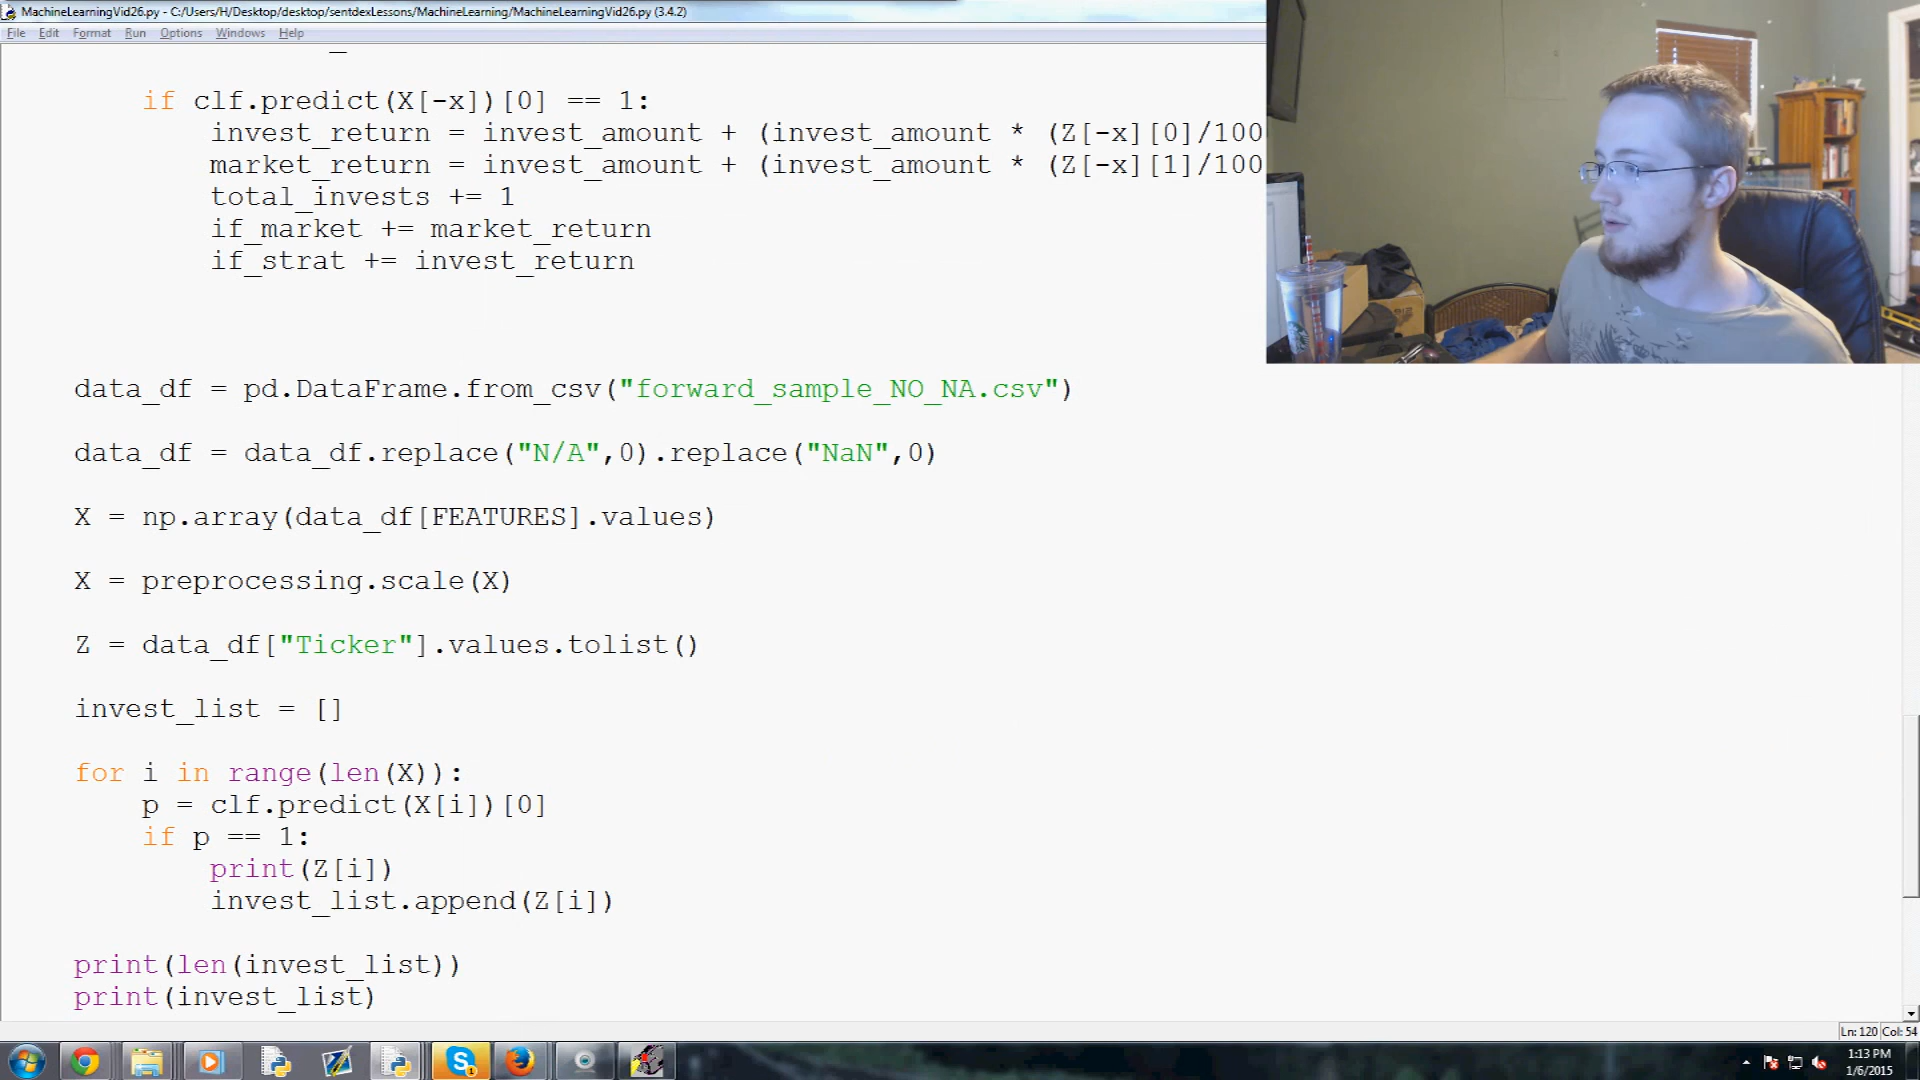 MachineLearningVid26.py - C:/Users/H/Desktop/desktop/sentdexLessons/MachineLearning/MachineLearningVid26.py (3.4.2)
File Edit Format Run Options Windows Help
if clf.predict(X[-x])[0] == 1:
invest_return = invest_amount + (invest_amount * (Z[-x][0]/100
market_return = invest_amount + (invest_amount * (Z[-x][1]/100
total_invests += 1
if_market += market_return
if_strat += invest_return
data_df = pd.DataFrame.from_csv("forward_sample_NO_NA.csv")
data_df = data_df.replace("N/A",0).replace("NaN",0)
X = np.array(data_df[FEATURES].values)
X = preprocessing.scale(X)
Z = data_df["Ticker"].values.tolist()
invest_list = []
for i in range(len(X)):
p = clf.predict(X[i])[0]
if p == 1:
print(Z[i])
invest_list.append(Z[i])
print(len(invest_list))
print(invest_list)
Ln: 120 Col: 54
1:13 PM
1/6/2015